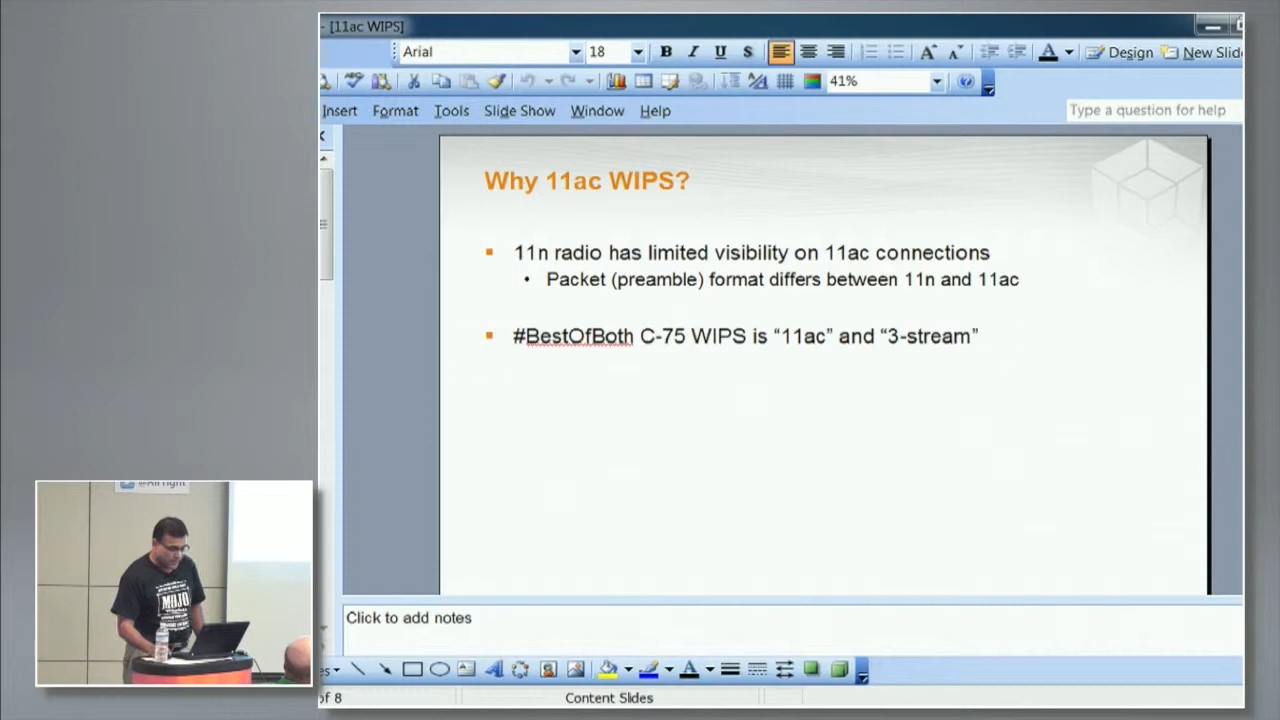 - [11ac WIPS]
Arial 18 B I U S A A A Design New Slid
41%
Insert Format Tools Slide Show Window Help Type a question for help
Why 11ac WIPS?
11n radio has limited visibility on 11ac connections
Packet (preamble) format differs between 11n and 11ac
#BestOfBoth C-75 WIPS is “11ac” and “3-stream”
Click to add notes
of 8 Content Slides
MOJO